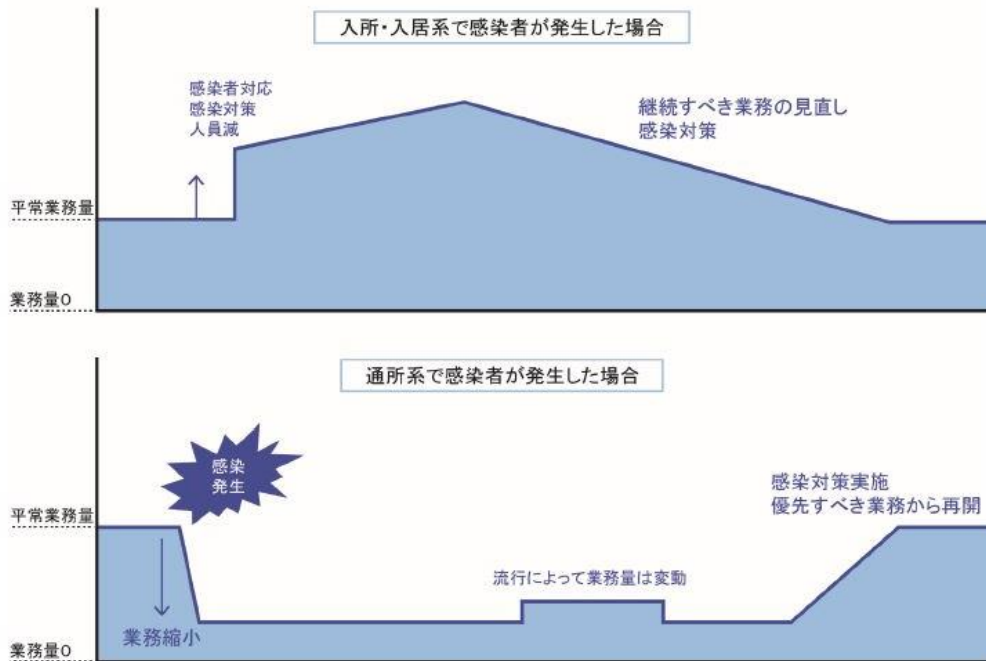 入所・入居系で感染者が発生した場合
感染者対応
感染対策
人員減
継続すべき業務の見直し
感染対策
平常業務量
業務量0
通所系で感染者が発生した場合
感染
発生
感染対策実施
優先すべき業務から再開
平常業務量
流行によって業務量は変動
業務縮小
業務量0